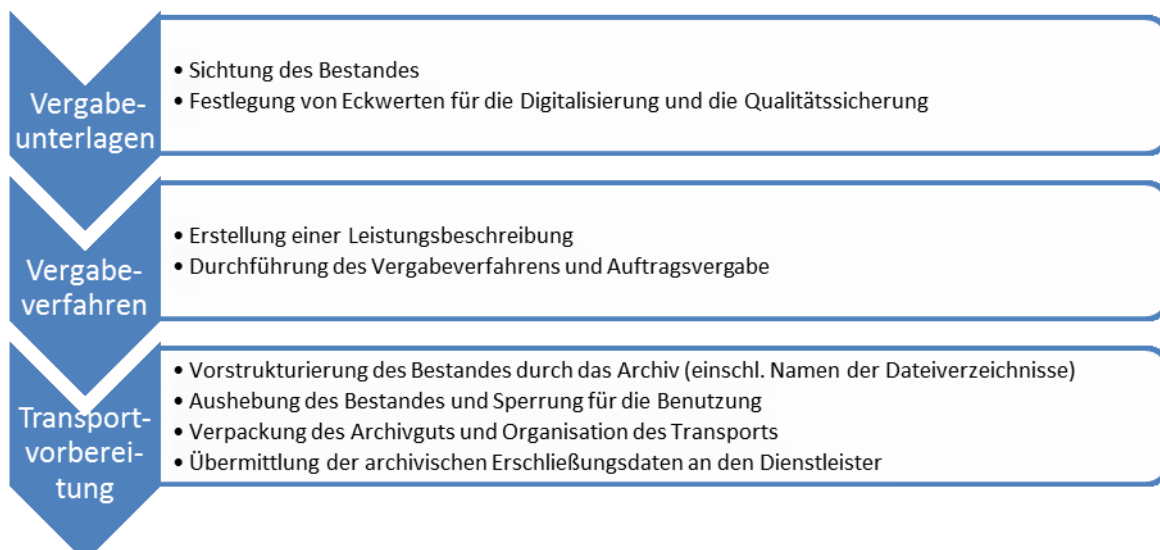 Vergabe-
unterlagen
• Sichtung des Bestandes
• Festlegung von Eckwerten für die Digitalisierung und die Qualitätssicherung
Vergabe-
verfahren
• Erstellung einer Leistungsbeschreibung
• Durchführung des Vergabeverfahrens und Auftragsvergabe
Transport-
vorberei-
tung
• Vorstrukturierung des Bestandes durch das Archiv (einschl. Namen der Dateiverzeichnisse)
• Aushebung des Bestandes und Sperrung für die Benutzung
• Verpackung des Archivguts und Organisation des Transports
• Übermittlung der archivischen Erschließungsdaten an den Dienstleister